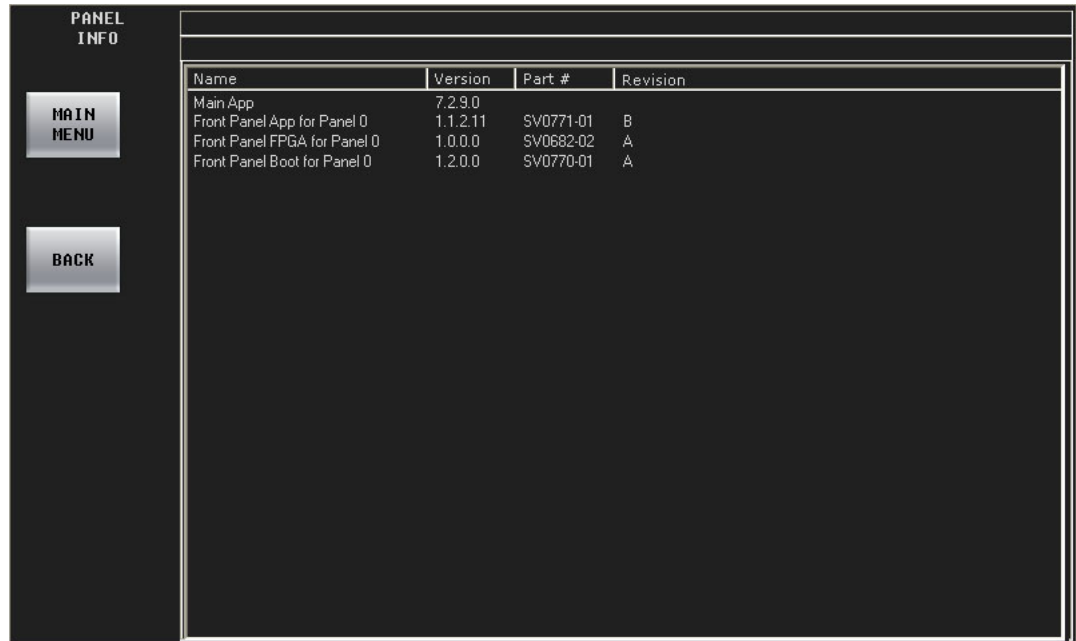 PANEL
INFO
MAIN
MENU
BACK
Name Version Part # Revision
Main App 7.2.9.0
Front Panel App for Panel 0 1.1.2.11 SV0771-01 B
Front Panel FPGA for Panel 0 1.0.0.0 SV0682-02 A
Front Panel Boot for Panel 0 1.2.0.0 SV0770-01 A